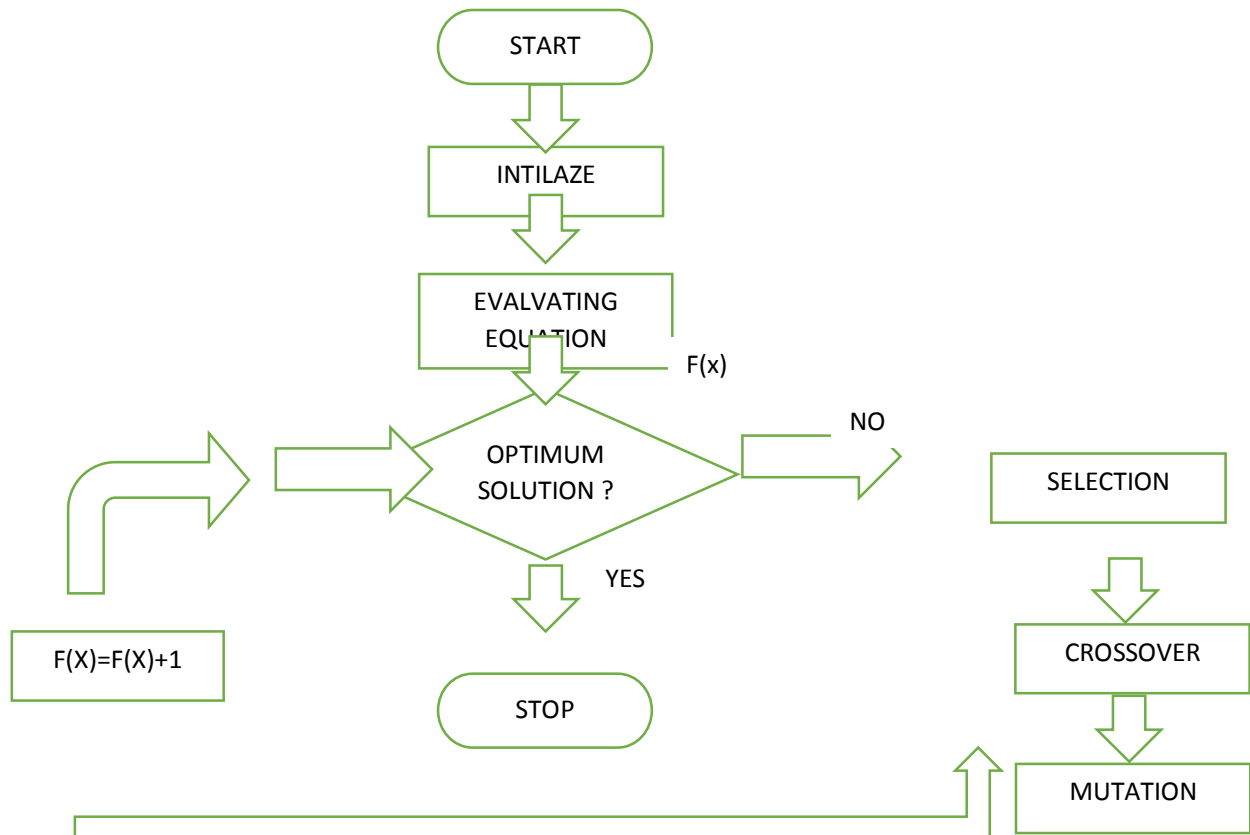 START
INTILAZE
EVALVATING
EQUATION
F(x)
NO
OPTIMUM
SOLUTION ?
SELECTION
YES
F(X)=F(X)+1
CROSSOVER
STOP
MUTATION